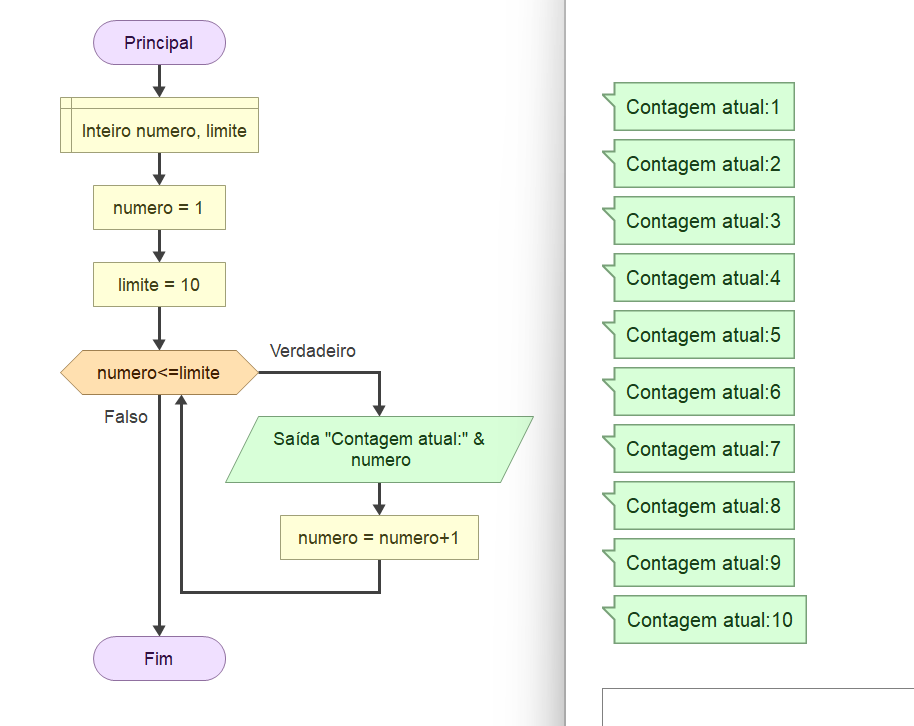 Principal
Inteiro numero, limite
numero = 1
limite = 10
numero<=limite
Verdadeiro
Falso
Saída "Contagem atual:" &
numero
numero = numero+1
Fim
Contagem atual:1
Contagem atual:2
Contagem atual:3
Contagem atual:4
Contagem atual:5
Contagem atual:6
Contagem atual:7
Contagem atual:8
Contagem atual:9
Contagem atual:10